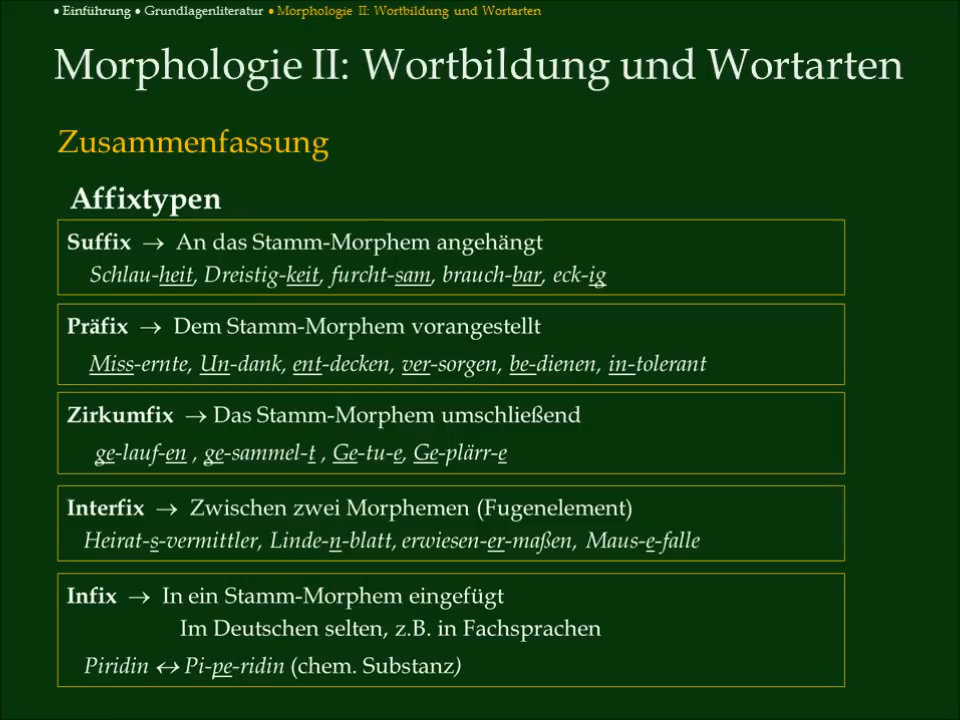 ● Einführung ● Grundlagenliteratur ● Morphologie II: Wortbildung und Wortarten
Morphologie II: Wortbildung und Wortarten
Zusammenfassung
Affixtypen
Suffix → An das Stamm-Morphem angehängt
Schlau-heit, Dreistig-keit, furcht-sam, brauch-bar, eck-ig
Präfix → Dem Stamm-Morphem vorangestellt
Miss-ernte, Un-dank, ent-decken, ver-sorgen, be-dienen, in-tolerant
Zirkumfix → Das Stamm-Morphem umschließend
ge-lauf-en , ge-sammel-t , Ge-tu-e, Ge-plärr-e
Interfix → Zwischen zwei Morphemen (Fugenelement)
Heirat-s-vermittler, Linde-n-blatt, erwiesen-er-maßen, Maus-e-falle
Infix → In ein Stamm-Morphem eingefügt
Im Deutschen selten, z.B. in Fachsprachen
Piridin ↔ Pi-pe-ridin (chem. Substanz)